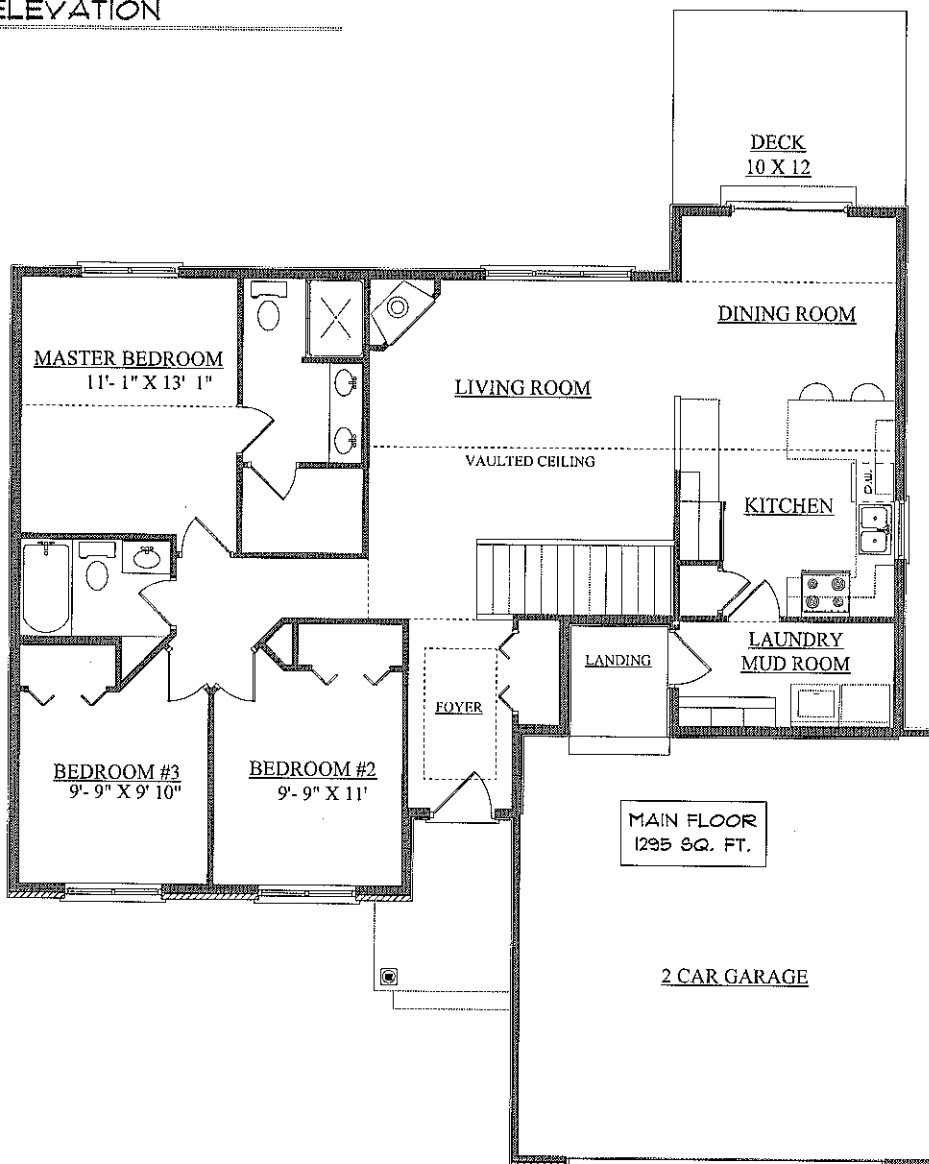 ELEVATION
DECK
10 X 12
DINING ROOM
MASTER BEDROOM
11'- 1" X 13' 1"
LIVING ROOM
VAULTED CEILING
KITCHEN
D.W.
LAUNDRY
MUD ROOM
LANDING
FOYER
BEDROOM #3
9'- 9" X 9' 10"
BEDROOM #2
9'- 9" X 11'
MAIN FLOOR
1295 SQ. FT.
2 CAR GARAGE